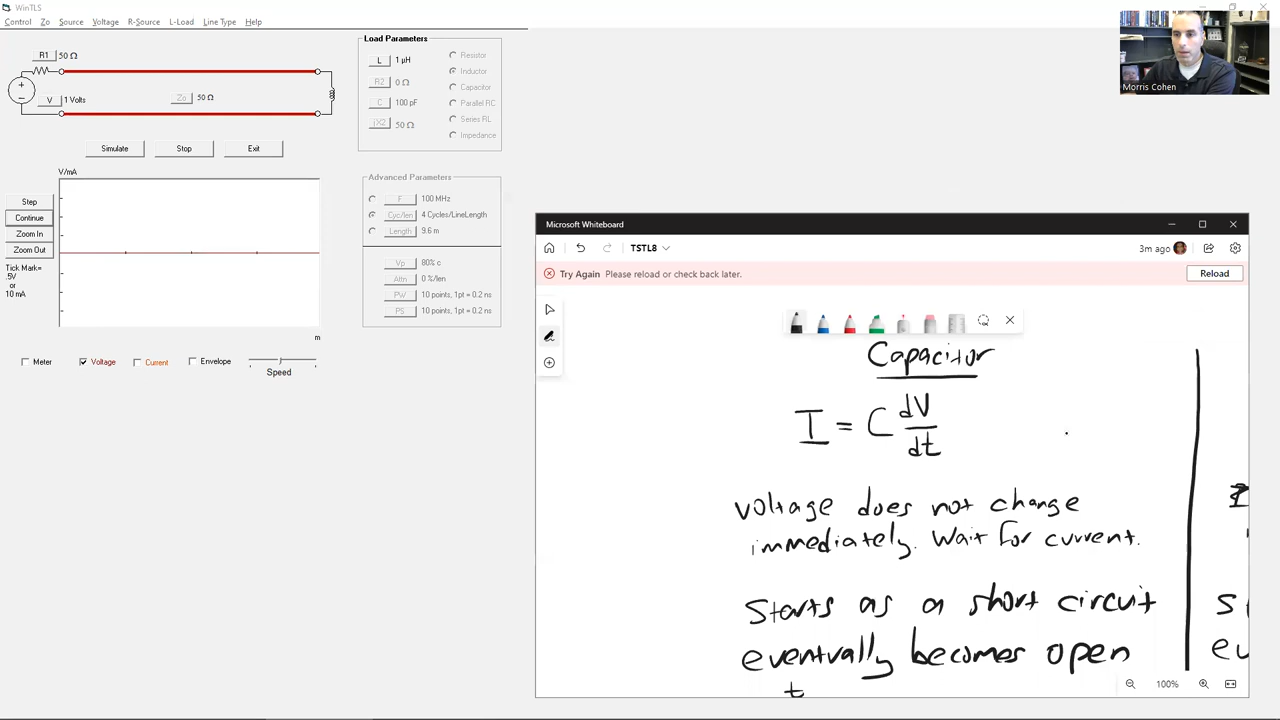 WinTLS
Control Zo Source Voltage R-Source L-Load Line Type Help
R1 50 Ω
V 1 Volts
Zo 50 Ω
Simulate Stop Exit
V/mA
Step
Continue
Zoom In
Zoom Out
Tick Mark=
.5V
or
10 mA
m
Meter Voltage Current Envelope
Speed
Load Parameters
L 1 µH
R2 0 Ω
C 100 pF
jX2 50 Ω
Resistor
Inductor
Capacitor
Parallel RC
Series RL
Impedance
Advanced Parameters
F 100 MHz
Cyc/len 4 Cycles/LineLength
Length 9.6 m
Vp 80% c
Attn 0 %/len
PW 10 points, 1pt = 0.2 ns
PS 10 points, 1pt = 0.2 ns
Morris Cohen
Microsoft Whiteboard
TSTL8
3m ago
Try Again Please reload or check back later.
Reload
Capacitor
I = C dV/dt
voltage does not change
immediately. Wait for current.
Starts as a short circuit
eventually becomes open
100%